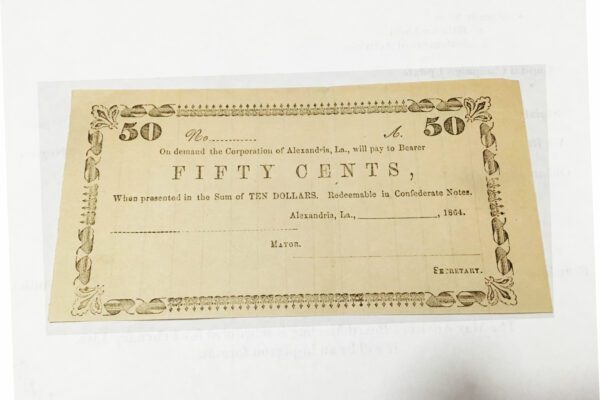 50 No. A. 50
On demand the Corporation of Alexandria, La., will pay to Bearer
FIFTY CENTS,
When presented in the Sum of TEN DOLLARS. Redeemable in Confederate Notes.
Alexandria, La., , 1864.
MAYOR.
SECRETARY.